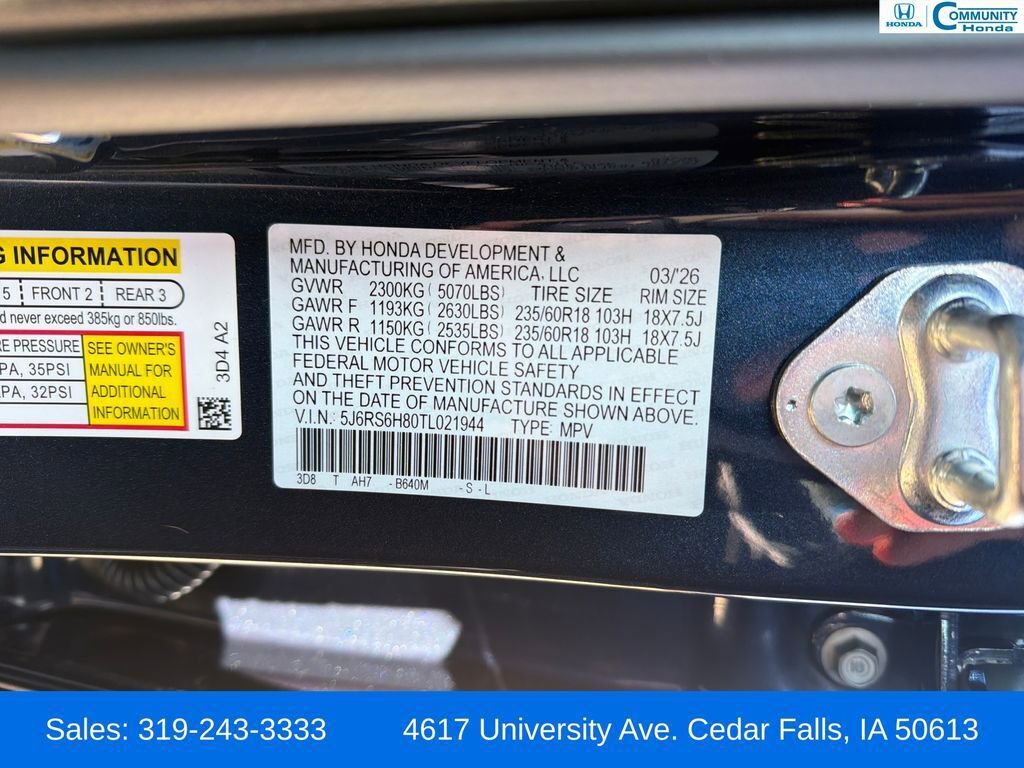 HONDA
COMMUNITY
Honda
G INFORMATION
5 FRONT 2 REAR 3
d never exceed 385kg or 850lbs.
RE PRESSURE
PA, 35PSI
PA, 32PSI
SEE OWNER'S
MANUAL FOR
ADDITIONAL
INFORMATION
3D4 A2
MFD. BY HONDA DEVELOPMENT &
MANUFACTURING OF AMERICA, LLC 03/'26
GVWR 2300KG ( 5070LBS) TIRE SIZE RIM SIZE
GAWR F 1193KG ( 2630LBS) 235/60R18 103H 18X7.5J
GAWR R 1150KG ( 2535LBS) 235/60R18 103H 18X7.5J
THIS VEHICLE CONFORMS TO ALL APPLICABLE
FEDERAL MOTOR VEHICLE SAFETY
AND THEFT PREVENTION STANDARDS IN EFFECT
ON THE DATE OF MANUFACTURE SHOWN ABOVE.
V.I.N: 5J6RS6H80TL021944 TYPE: MPV
3D8 T AH7 -B640M -S -L
Sales: 319-243-3333 4617 University Ave. Cedar Falls, IA 50613